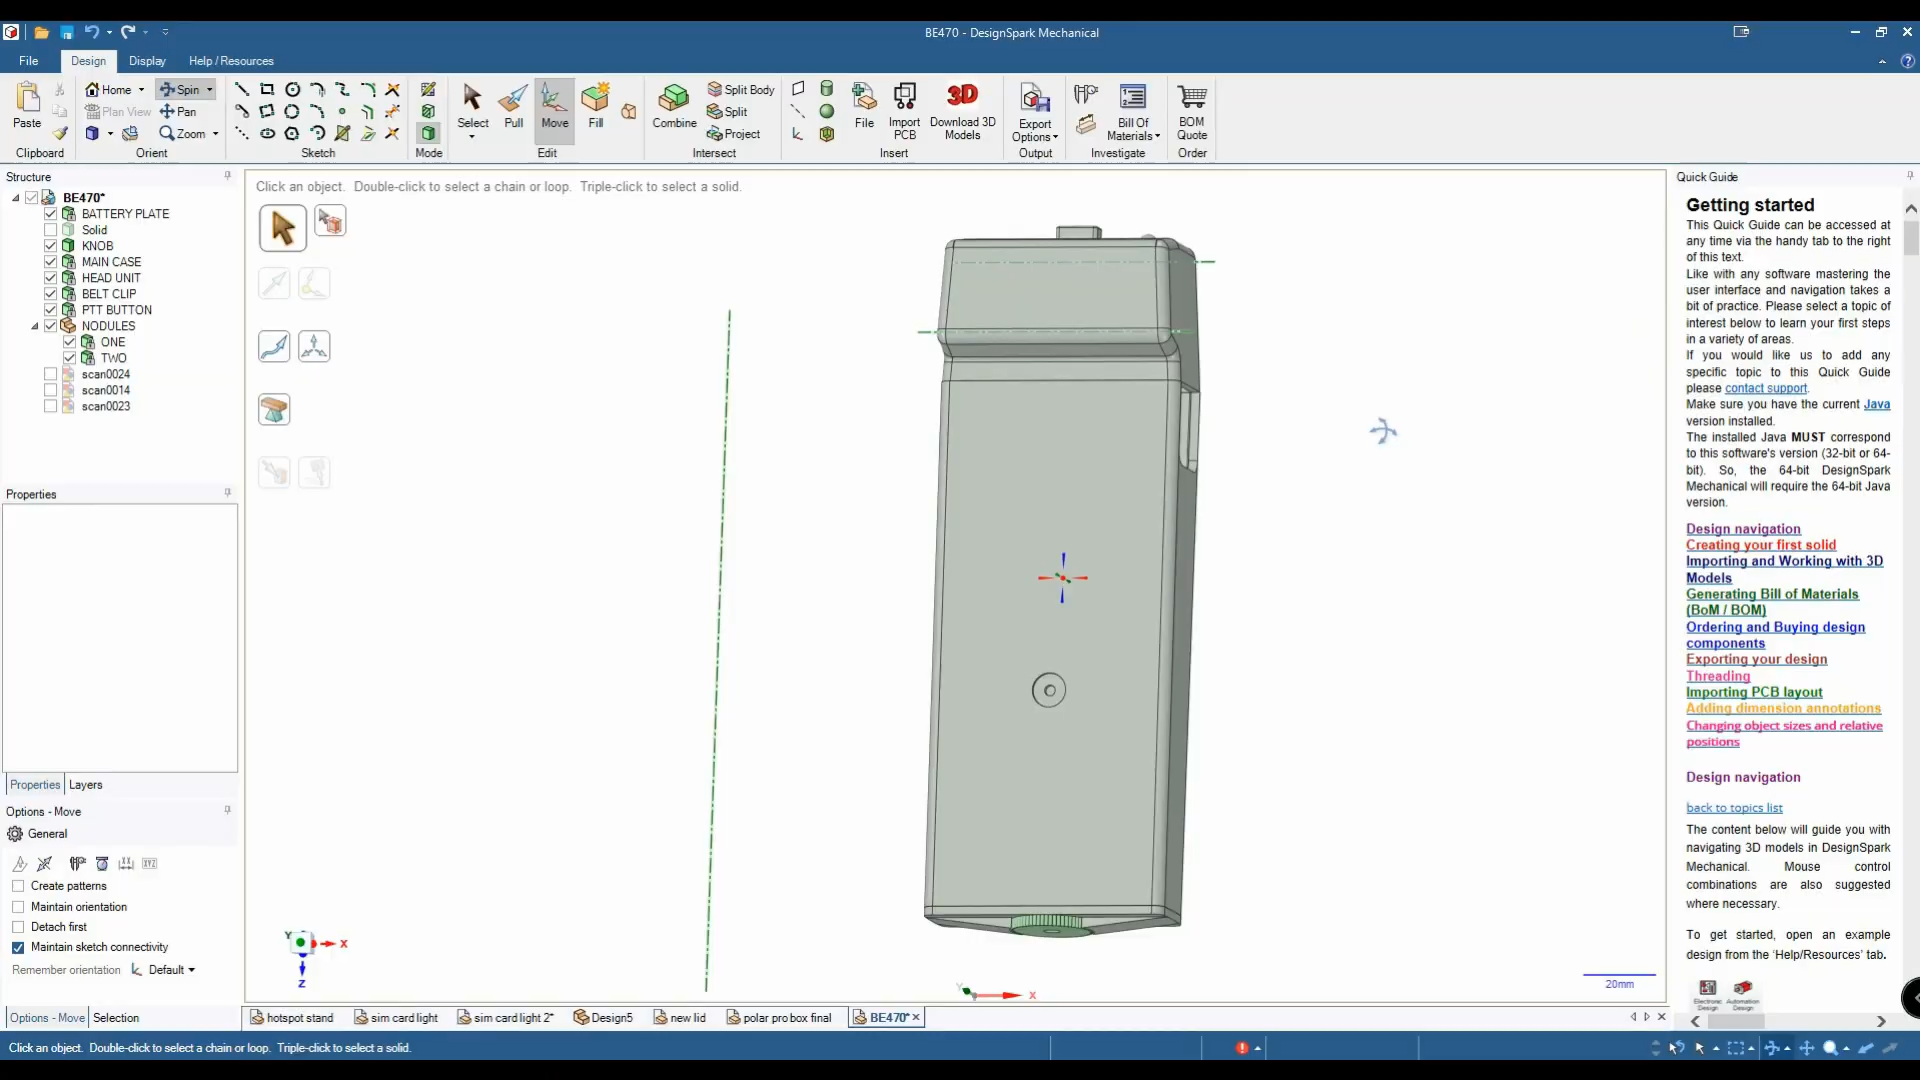 BE470 - DesignSpark Mechanical
File
Design
Display
Help / Resources
Paste
Clipboard
Home
Spin
Plan View
Pan
Zoom
Orient
Sketch
Mode
Select
Pull
Move
Fill
Edit
Combine
Split Body
Split
Project
Intersect
File
Import PCB
3D
Download 3D Models
Insert
Export Options
Output
Bill Of Materials
Investigate
BOM Quote
Order
Structure
BE470*
BATTERY PLATE
Solid
KNOB
MAIN CASE
HEAD UNIT
BELT CLIP
PTT BUTTON
NODULES
ONE
TWO
scan0024
scan0014
scan0023
Properties
Properties
Layers
Options - Move
General
XYZ
Create patterns
Maintain orientation
Detach first
Maintain sketch connectivity
Remember orientation
Default
Options - Move
Selection
Click an object. Double-click to select a chain or loop. Triple-click to select a solid.
Y
X
Z
Y
X
20mm
hotspot stand
sim card light
sim card light 2*
Design5
new lid
polar pro box final
BE470*
Quick Guide
Getting started
This Quick Guide can be accessed at
any time via the handy tab to the right
of this text.
Like with any software mastering the
user interface and navigation takes a
bit of practice. Please select a topic of
interest below to learn your first steps
in a variety of areas.
If you would like us to add any
specific topic to this Quick Guide
please contact support.
Make sure you have the current Java
version installed.
The installed Java MUST correspond
to this software's version (32-bit or 64-
bit). So, the 64-bit DesignSpark
Mechanical will require the 64-bit Java
version.
Design navigation
Creating your first solid
Importing and Working with 3D
Models
Generating Bill of Materials
(BoM / BOM)
Ordering and Buying design
components
Exporting your design
Threading
Importing PCB layout
Adding dimension annotations
Changing object sizes and relative
positions
Design navigation
back to topics list
The content below will guide you with
navigating 3D models in DesignSpark
Mechanical. Mouse control
combinations are also suggested
where necessary.
To get started, open an example
design from the 'Help/Resources' tab.
Electronic Design
Automation Design
Click an object. Double-click to select a chain or loop. Triple-click to select a solid.